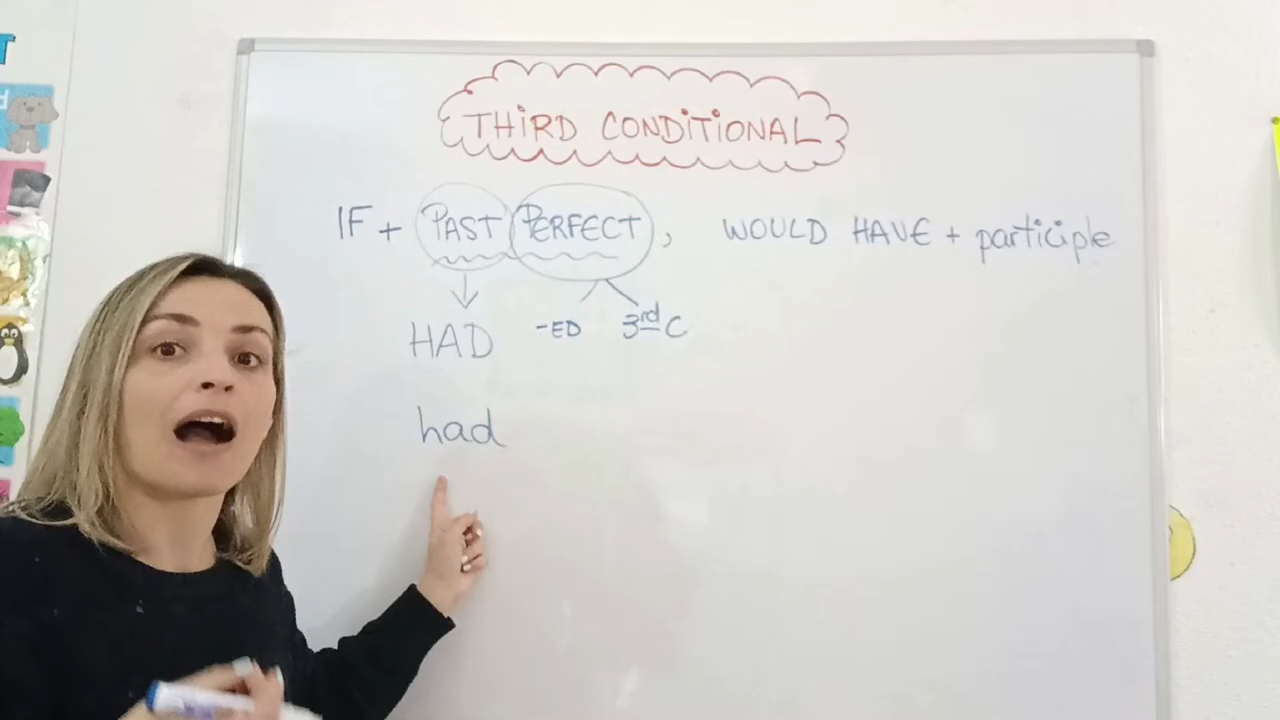 THiRD CONDiTiONAL
IF + PAST PERFECT, WOULD HAVE + participle
HAD -ED 3rd C
had